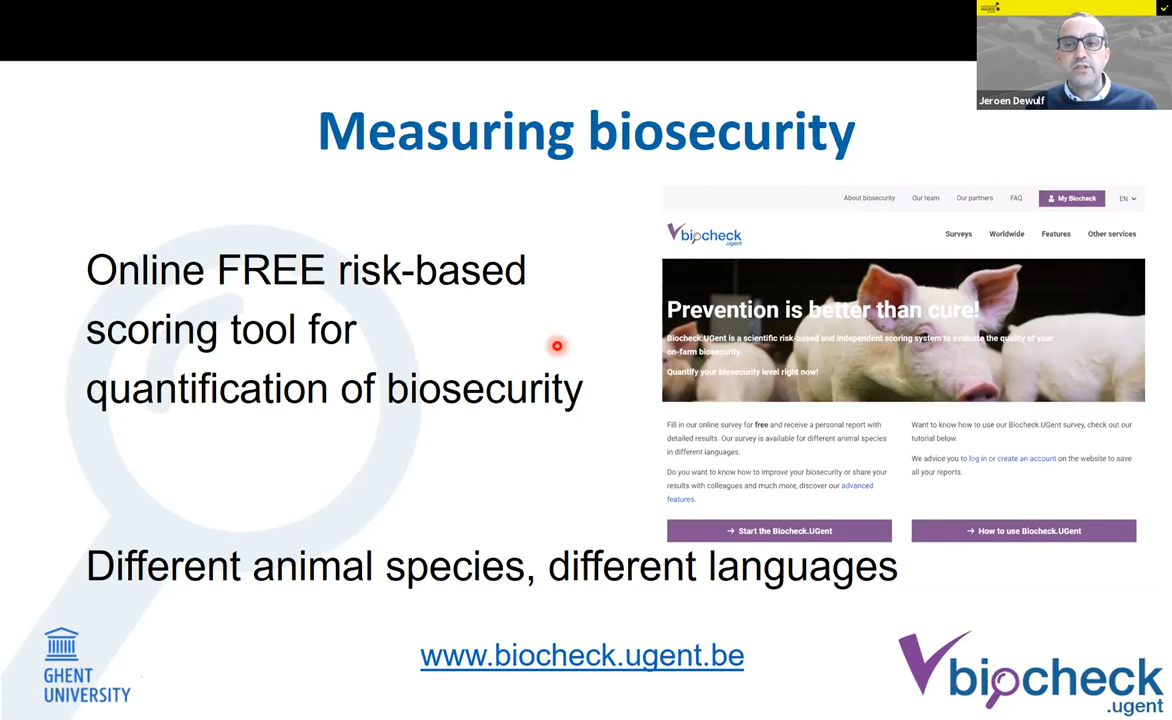 Jeroen Dewulf
Measuring biosecurity
Online FREE risk-based
scoring tool for
quantification of biosecurity
About biosecurity Our team Our partners FAQ My Biocheck EN
biocheck
.ugent
Surveys Worldwide Features Other services
Prevention is better than cure!
Biocheck.UGent is a scientific risk-based and independent scoring system to evaluate the quality of your
on-farm biosecurity.
Quantify your biosecurity level right now!
Fill in our online survey for free and receive a personal report with
detailed results. Our survey is available for different animal species
in different languages.
Do you want to know how to improve your biosecurity or share your
results with colleagues and much more, discover our advanced
features.
→ Start the Biocheck.UGent
Want to know how to use our Biocheck.UGent survey, check out our
tutorial below.
We advice you to log in or create an account on the website to save
all your reports.
→ How to use Biocheck.UGent
Different animal species, different languages
GHENT
UNIVERSITY
www.biocheck.ugent.be
biocheck
.ugent